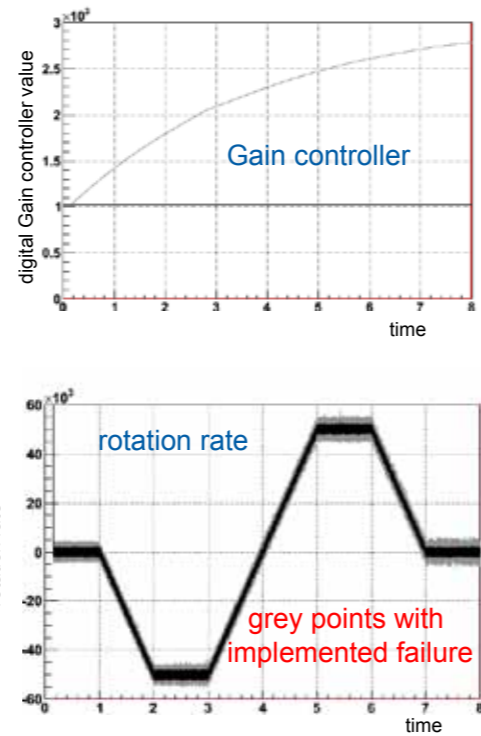 ×10³
3
2.5
2
1.5
1
0.5
0
digital Gain controller value
Gain controller
0 1 2 3 4 5 6 7 8
time
×10³
60
40
20
0
-20
-40
-60
rotation rate
grey points with
implemented failure
0 1 2 3 4 5 6 7 8
time